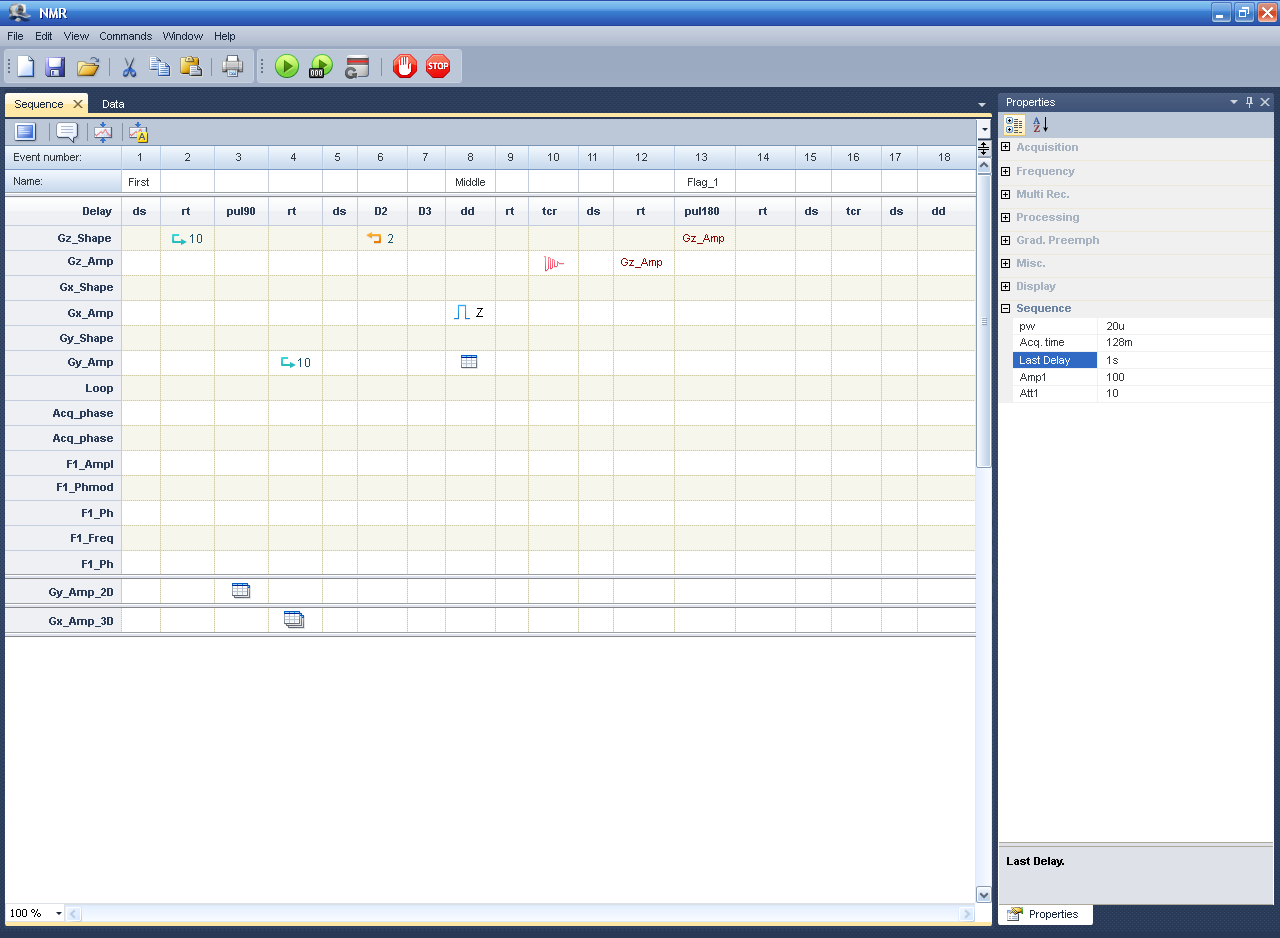 NMR
File Edit View Commands Window Help
000
STOP
Sequence Data
A
Event number: 1 2 3 4 5 6 7 8 9 10 11 12 13 14 15 16 17 18
Name: First Middle Flag_1
Delay ds rt pul90 rt ds D2 D3 dd rt tcr ds rt pul180 rt ds tcr ds dd
Gz_Shape 10 2 Gz_Amp
Gz_Amp Gz_Amp
Gx_Shape
Gx_Amp Z
Gy_Shape
Gy_Amp 10
Loop
Acq_phase
Acq_phase
F1_Ampl
F1_Phmod
F1_Ph
F1_Freq
F1_Ph
Gy_Amp_2D
Gx_Amp_3D
100 %
Properties
A
Z
Acquisition
Frequency
Multi Rec.
Processing
Grad. Preemph
Misc.
Display
Sequence
pw 20u
Acq. time 128m
Last Delay 1s
Amp1 100
Att1 10
Last Delay.
Properties